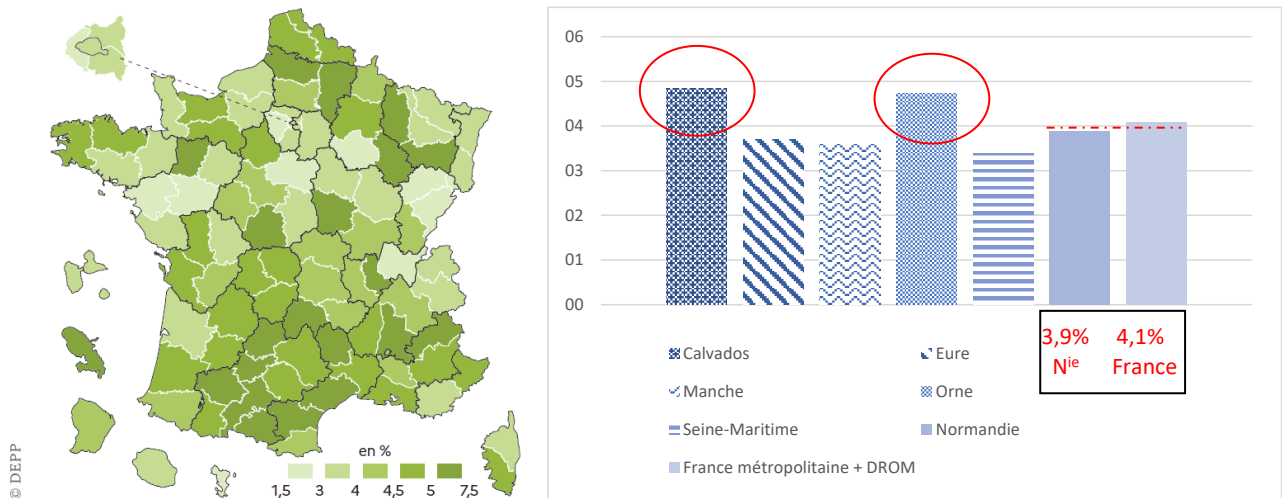 © DEPP
en %
1,5 3 4 4,5 5 7,5
06
05
04
03
02
01
00
3,9% 4,1%
Nie France
Calvados Eure
Manche Orne
Seine-Maritime Normandie
France métropolitaine + DROM